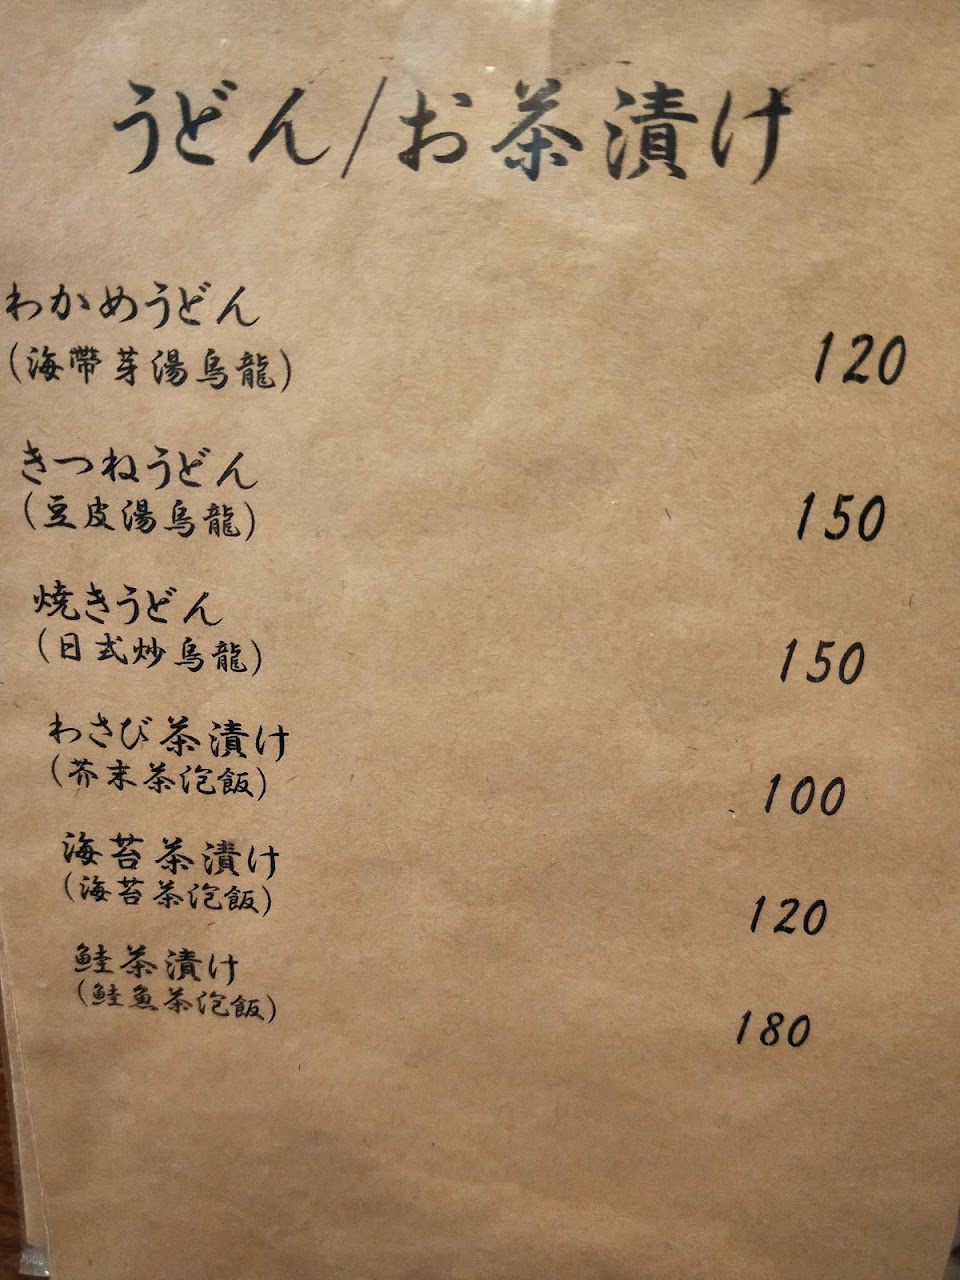 うどん/お茶漬け
わかめうどん
(海帶芽湯烏龍)
120
きつねうどん
(豆皮湯烏龍)
150
焼きうどん
(日式炒烏龍)
150
わさび茶漬け
(芥末茶泡飯)
100
海苔茶漬け
(海苔茶泡飯)
120
鮭茶漬け
(鮭魚茶泡飯)
180